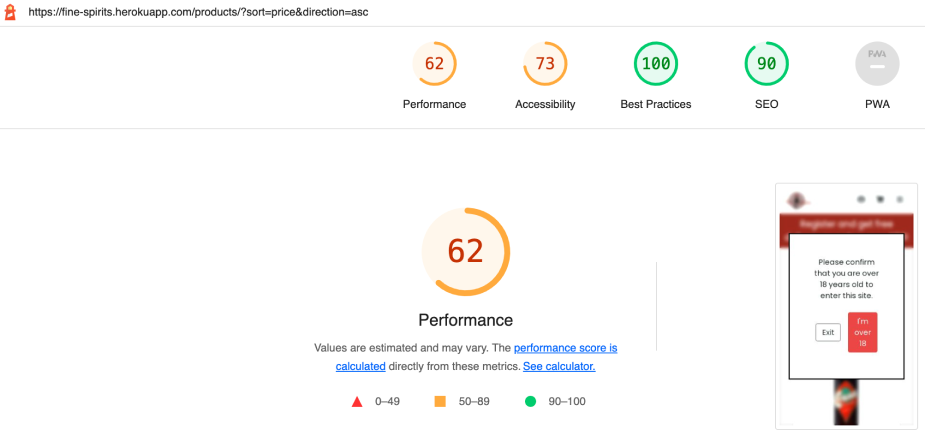 https://fine-spirits.herokuapp.com/products/?sort=price&direction=asc
62
73
100
90
PWA
Performance
Accessibility
Best Practices
SEO
PWA
62
Performance
Values are estimated and may vary. The performance score is
calculated directly from these metrics. See calculator.
0–49
50–89
90–100
Register and get free
Please confirm
that you are over
18 years old to
enter this site.
Exit
I'm
over
18